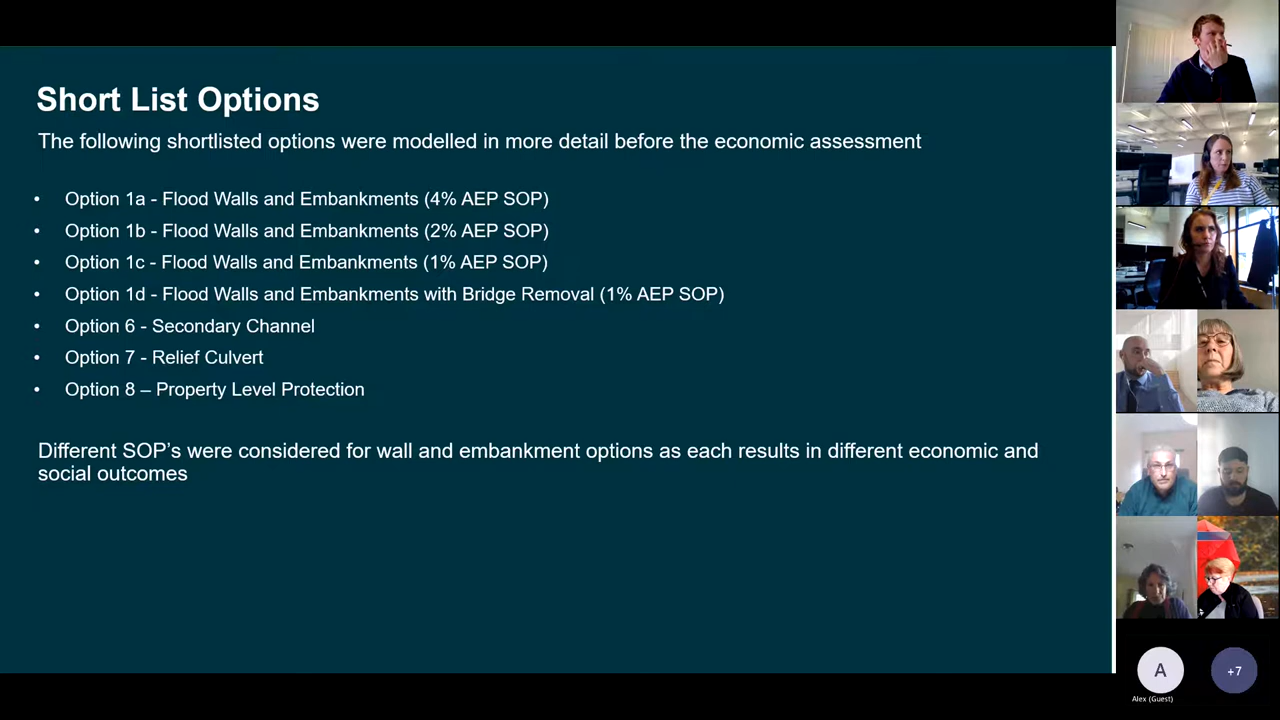 Short List Options
The following shortlisted options were modelled in more detail before the economic assessment
• Option 1a - Flood Walls and Embankments (4% AEP SOP)
• Option 1b - Flood Walls and Embankments (2% AEP SOP)
• Option 1c - Flood Walls and Embankments (1% AEP SOP)
• Option 1d - Flood Walls and Embankments with Bridge Removal (1% AEP SOP)
• Option 6 - Secondary Channel
• Option 7 - Relief Culvert
• Option 8 – Property Level Protection
Different SOP’s were considered for wall and embankment options as each results in different economic and
social outcomes
A
+7
Alex (Guest)